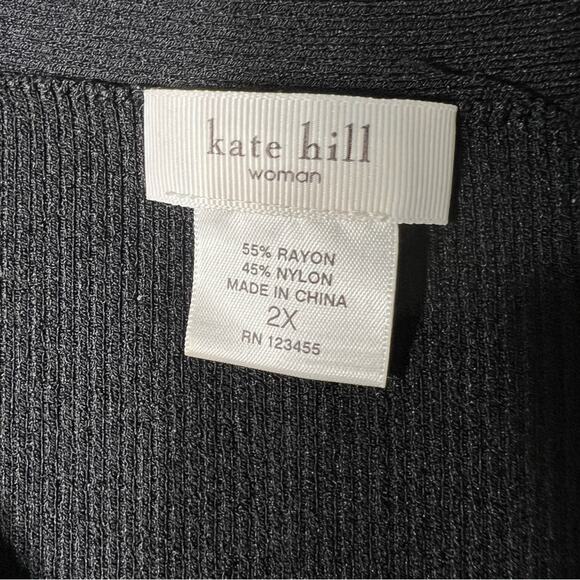 kate hill
woman
55% RAYON
45% NYLON
MADE IN CHINA
2X
RN 123455